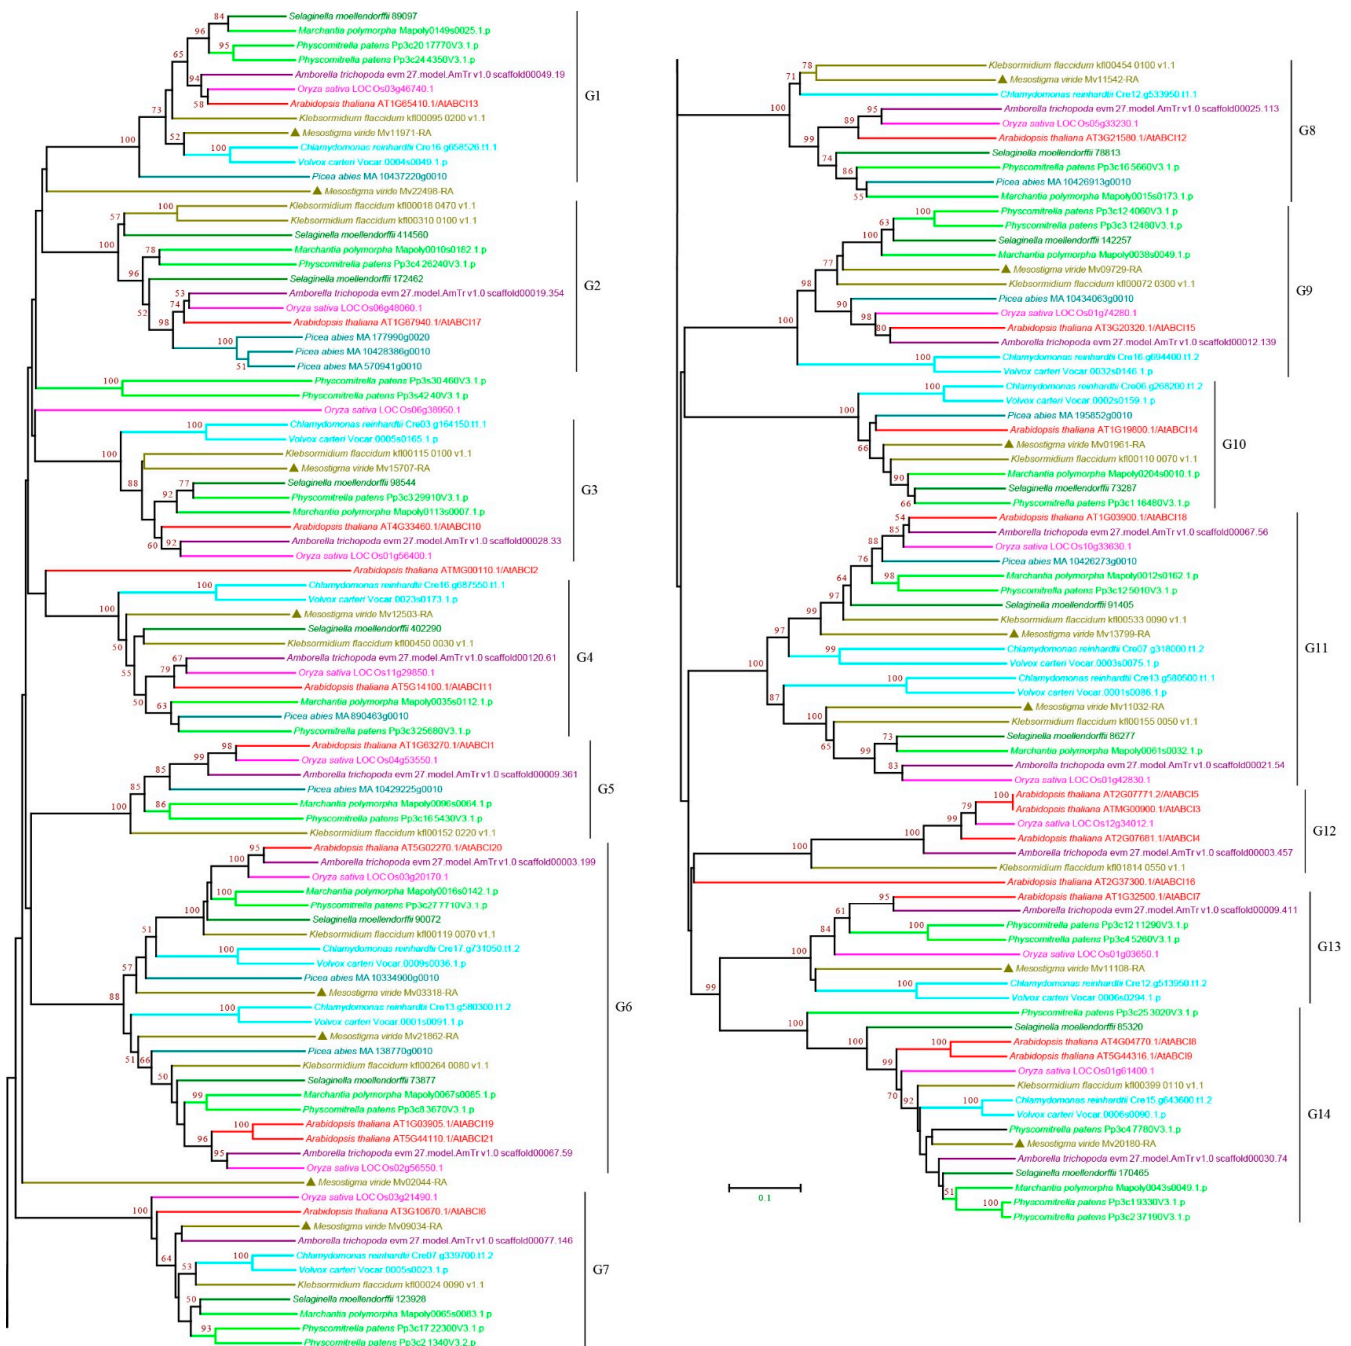 Selaginella moellendorffii 89097
Marchantia polymorpha Mapoly0149s0025.1.p
Physcomitrella patens Pp3c20 17770V3.1.p
Physcomitrella patens Pp3c24 4350V3.1.p
Amborella trichopoda evm 27.model.AmTr v1.0 scaffold00049.19
Oryza sativa LOC Os03g46740.1
Arabidopsis thaliana AT1G65410.1/AtABCI13
Klebsormidium flaccidum kfl00095 0200 v1.1
Mesostigma viride Mv11971-RA
Chlamydomonas reinhardtii Cre16.g658526.t1.1
Volvox carteri Vocar 0004s0049.1.p
Picea abies MA 10437220g0010
G1
Mesostigma viride Mv22498-RA
Klebsormidium flaccidum kfl00018 0470 v1.1
Klebsormidium flaccidum kfl00310 0100 v1.1
Selaginella moellendorffii 414560
Marchantia polymorpha Mapoly0010s0182.1.p
Physcomitrella patens Pp3c4 26240V3.1.p
Selaginella moellendorffii 172462
Amborella trichopoda evm 27.model.AmTr v1.0 scaffold00019.354
Oryza sativa LOC Os06g48060.1
Arabidopsis thaliana AT1G67940.1/AtABCI17
Picea abies MA 177990g0020
Picea abies MA 10428386g0010
Picea abies MA 570941g0010
G2
Physcomitrella patens Pp3s30 460V3.1.p
Physcomitrella patens Pp3s42 40V3.1.p
Oryza sativa LOC Os06g38950.1
Chlamydomonas reinhardtii Cre03.g164150.t1.1
Volvox carteri Vocar 0005s0165.1.p
Klebsormidium flaccidum kfl00115 0100 v1.1
Mesostigma viride Mv15707-RA
Selaginella moellendorffii 98544
Physcomitrella patens Pp3c3 29910V3.1.p
Marchantia polymorpha Mapoly0113s0007.1.p
Arabidopsis thaliana AT4G33460.1/AtABCI10
Amborella trichopoda evm 27.model.AmTr v1.0 scaffold00028.33
Oryza sativa LOC Os01g56400.1
G3
Arabidopsis thaliana ATMG00110.1/AtABCI2
Chlamydomonas reinhardtii Cre16.g687550.t1.1
Volvox carteri Vocar 0023s0173.1.p
Mesostigma viride Mv12503-RA
Selaginella moellendorffii 402290
Klebsormidium flaccidum kfl00450 0030 v1.1
Amborella trichopoda evm 27.model.AmTr v1.0 scaffold00120.61
Oryza sativa LOC Os11g29850.1
Arabidopsis thaliana AT5G14100.1/AtABCI11
Marchantia polymorpha Mapoly0035s0112.1.p
Picea abies MA 890463g0010
Physcomitrella patens Pp3c3 25680V3.1.p
G4
Arabidopsis thaliana AT1G63270.1/AtABCI1
Oryza sativa LOC Os04g53550.1
Amborella trichopoda evm 27.model.AmTr v1.0 scaffold00009.361
Picea abies MA 10429225g0010
Marchantia polymorpha Mapoly0096s0064.1.p
Physcomitrella patens Pp3c16 5430V3.1.p
Klebsormidium flaccidum kfl00152 0220 v1.1
G5
Arabidopsis thaliana AT5G02270.1/AtABCI20
Amborella trichopoda evm 27.model.AmTr v1.0 scaffold00003.199
Oryza sativa LOC Os03g20170.1
Marchantia polymorpha Mapoly0016s0142.1.p
Physcomitrella patens Pp3c27 7710V3.1.p
Selaginella moellendorffii 90072
Klebsormidium flaccidum kfl00119 0070 v1.1
Chlamydomonas reinhardtii Cre17.g731050.t1.2
Volvox carteri Vocar 0009s0036.1.p
Picea abies MA 10334900g0010
Mesostigma viride Mv03318-RA
Chlamydomonas reinhardtii Cre13.g580300.t1.2
Volvox carteri Vocar 0001s0091.1.p
Mesostigma viride Mv21862-RA
Picea abies MA 138770g0010
Klebsormidium flaccidum kfl00264 0080 v1.1
Selaginella moellendorffii 73877
Marchantia polymorpha Mapoly0067s0085.1.p
Physcomitrella patens Pp3c8 3670V3.1.p
Arabidopsis thaliana AT1G03905.1/AtABCI19
Arabidopsis thaliana AT5G44110.1/AtABCI21
Amborella trichopoda evm 27.model.AmTr v1.0 scaffold00067.59
Oryza sativa LOC Os02g56550.1
G6
Mesostigma viride Mv02044-RA
Oryza sativa LOC Os03g21490.1
Arabidopsis thaliana AT3G10670.1/AtABCI6
Mesostigma viride Mv09034-RA
Amborella trichopoda evm 27.model.AmTr v1.0 scaffold00077.146
Chlamydomonas reinhardtii Cre07.g339700.t1.2
Volvox carteri Vocar 0005s0023.1.p
Klebsormidium flaccidum kfl00024 0090 v1.1
Selaginella moellendorffii 123928
Marchantia polymorpha Mapoly0065s0083.1.p
Physcomitrella patens Pp3c17 22300V3.1.p
Physcomitrella patens Pp3c2 1340V3.2.p
G7
Klebsormidium flaccidum kfl00454 0100 v1.1
Mesostigma viride Mv11542-RA
Chlamydomonas reinhardtii Cre12.g533950.t1.1
Amborella trichopoda evm 27.model.AmTr v1.0 scaffold00025.113
Oryza sativa LOC Os05g33230.1
Arabidopsis thaliana AT3G21580.1/AtABCI12
Selaginella moellendorffii 78813
Physcomitrella patens Pp3c16 5660V3.1.p
Picea abies MA 10426913g0010
Marchantia polymorpha Mapoly0015s0173.1.p
G8
Physcomitrella patens Pp3c12 4060V3.1.p
Physcomitrella patens Pp3c3 12480V3.1.p
Selaginella moellendorffii 142257
Marchantia polymorpha Mapoly0038s0049.1.p
Mesostigma viride Mv09729-RA
Klebsormidium flaccidum kfl00072 0300 v1.1
Picea abies MA 10434063g0010
Oryza sativa LOC Os01g74280.1
Arabidopsis thaliana AT3G20320.1/AtABCI15
Amborella trichopoda evm 27.model.AmTr v1.0 scaffold00012.139
Chlamydomonas reinhardtii Cre16.g694400.t1.2
Volvox carteri Vocar 0032s0146.1.p
G9
Chlamydomonas reinhardtii Cre06.g268200.t1.2
Volvox carteri Vocar 0002s0159.1.p
Picea abies MA 195852g0010
Arabidopsis thaliana AT1G19800.1/AtABCI14
Mesostigma viride Mv01961-RA
Klebsormidium flaccidum kfl00110 0070 v1.1
Marchantia polymorpha Mapoly0204s0010.1.p
Selaginella moellendorffii 73287
Physcomitrella patens Pp3c1 16480V3.1.p
G10
Arabidopsis thaliana AT1G03900.1/AtABCI18
Amborella trichopoda evm 27.model.AmTr v1.0 scaffold00067.56
Oryza sativa LOC Os10g33630.1
Picea abies MA 10426273g0010
Marchantia polymorpha Mapoly0012s0162.1.p
Physcomitrella patens Pp3c12 5010V3.1.p
Selaginella moellendorffii 91405
Klebsormidium flaccidum kfl00533 0090 v1.1
Mesostigma viride Mv13799-RA
Chlamydomonas reinhardtii Cre07.g318000.t1.2
Volvox carteri Vocar 0003s0075.1.p
Chlamydomonas reinhardtii Cre13.g580500.t1.1
Volvox carteri Vocar 0001s0086.1.p
Mesostigma viride Mv11032-RA
Klebsormidium flaccidum kfl00155 0050 v1.1
Selaginella moellendorffii 86277
Marchantia polymorpha Mapoly0061s0032.1.p
Amborella trichopoda evm 27.model.AmTr v1.0 scaffold00021.54
Oryza sativa LOC Os01g42830.1
G11
Arabidopsis thaliana AT2G07771.2/AtABCI5
Arabidopsis thaliana ATMG00900.1/AtABCI3
Oryza sativa LOC Os12g34012.1
Arabidopsis thaliana AT2G07681.1/AtABCI4
Amborella trichopoda evm 27.model.AmTr v1.0 scaffold00003.457
Klebsormidium flaccidum kfl01814 0550 v1.1
G12
Arabidopsis thaliana AT2G37300.1/AtABCI16
Arabidopsis thaliana AT1G32500.1/AtABCI7
Amborella trichopoda evm 27.model.AmTr v1.0 scaffold00009.411
Physcomitrella patens Pp3c12 11290V3.1.p
Physcomitrella patens Pp3c4 5260V3.1.p
Oryza sativa LOC Os01g03650.1
Mesostigma viride Mv11108-RA
Chlamydomonas reinhardtii Cre12.g513950.t1.2
Volvox carteri Vocar 0006s0294.1.p
G13
Physcomitrella patens Pp3c25 3020V3.1.p
Selaginella moellendorffii 85320
Arabidopsis thaliana AT4G04770.1/AtABCI8
Arabidopsis thaliana AT5G44316.1/AtABCI9
Oryza sativa LOC Os01g61400.1
Klebsormidium flaccidum kfl00399 0110 v1.1
Chlamydomonas reinhardtii Cre15.g643600.t1.2
Volvox carteri Vocar 0006s0090.1.p
Physcomitrella patens Pp3c4 7780V3.1.p
Mesostigma viride Mv20180-RA
Amborella trichopoda evm 27.model.AmTr v1.0 scaffold00030.74
Selaginella moellendorffii 170465
Marchantia polymorpha Mapoly0043s0049.1.p
Physcomitrella patens Pp3c1 9330V3.1.p
Physcomitrella patens Pp3c2 37190V3.1.p
G14
0.1